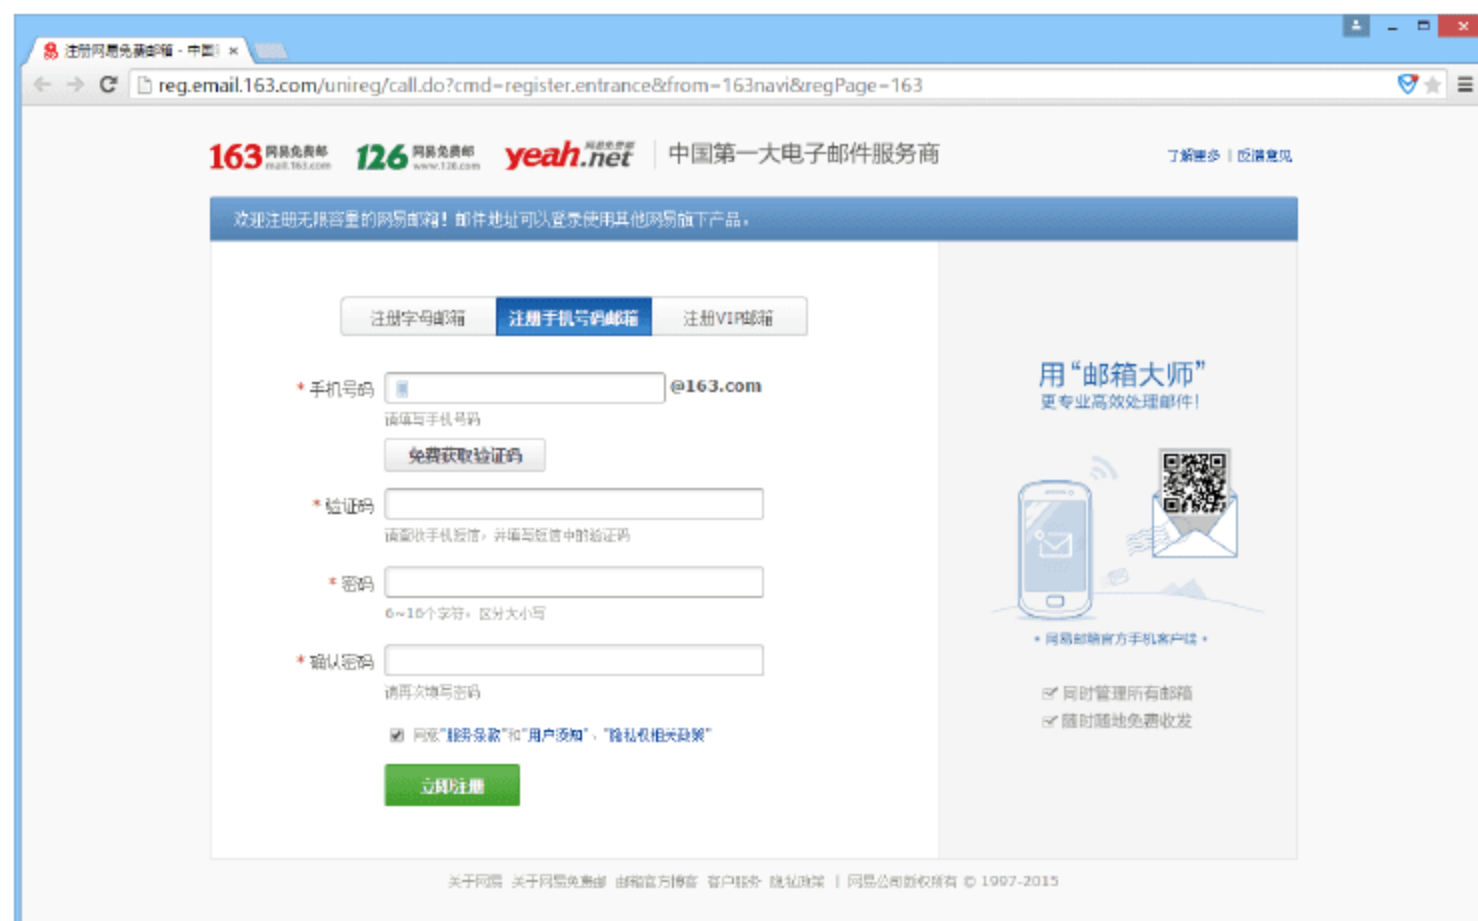 注册网易免费邮箱 - 中国
reg.email.163.com/unireg/call.do?cmd=register.entrance&from=163navi&regPage=163
163 网易免费邮 mail.163.com 126 网易免费邮 www.126.com yeah.net 网易免费邮 中国第一大电子邮件服务商 了解更多 | 反馈意见
欢迎注册无限容量的网易邮箱！邮件地址可以登录使用其他网易旗下产品。
注册字母邮箱 注册手机号码邮箱 注册VIP邮箱
* 手机号码 @163.com
请填写手机号码
免费获取验证码
* 验证码
请查收手机短信，并填写短信中的验证码
* 密码
6~16个字符，区分大小写
* 确认密码
请再次填写密码
同意"服务条款"和"用户须知"、"隐私权相关政策"
立即注册
用“邮箱大师”
更专业高效处理邮件！
• 网易邮箱官方手机客户端 •
同时管理所有邮箱
随时随地免费收发
关于网易 关于网易免费邮 邮箱官方博客 客户服务 隐私政策 | 网易公司版权所有 © 1997-2015